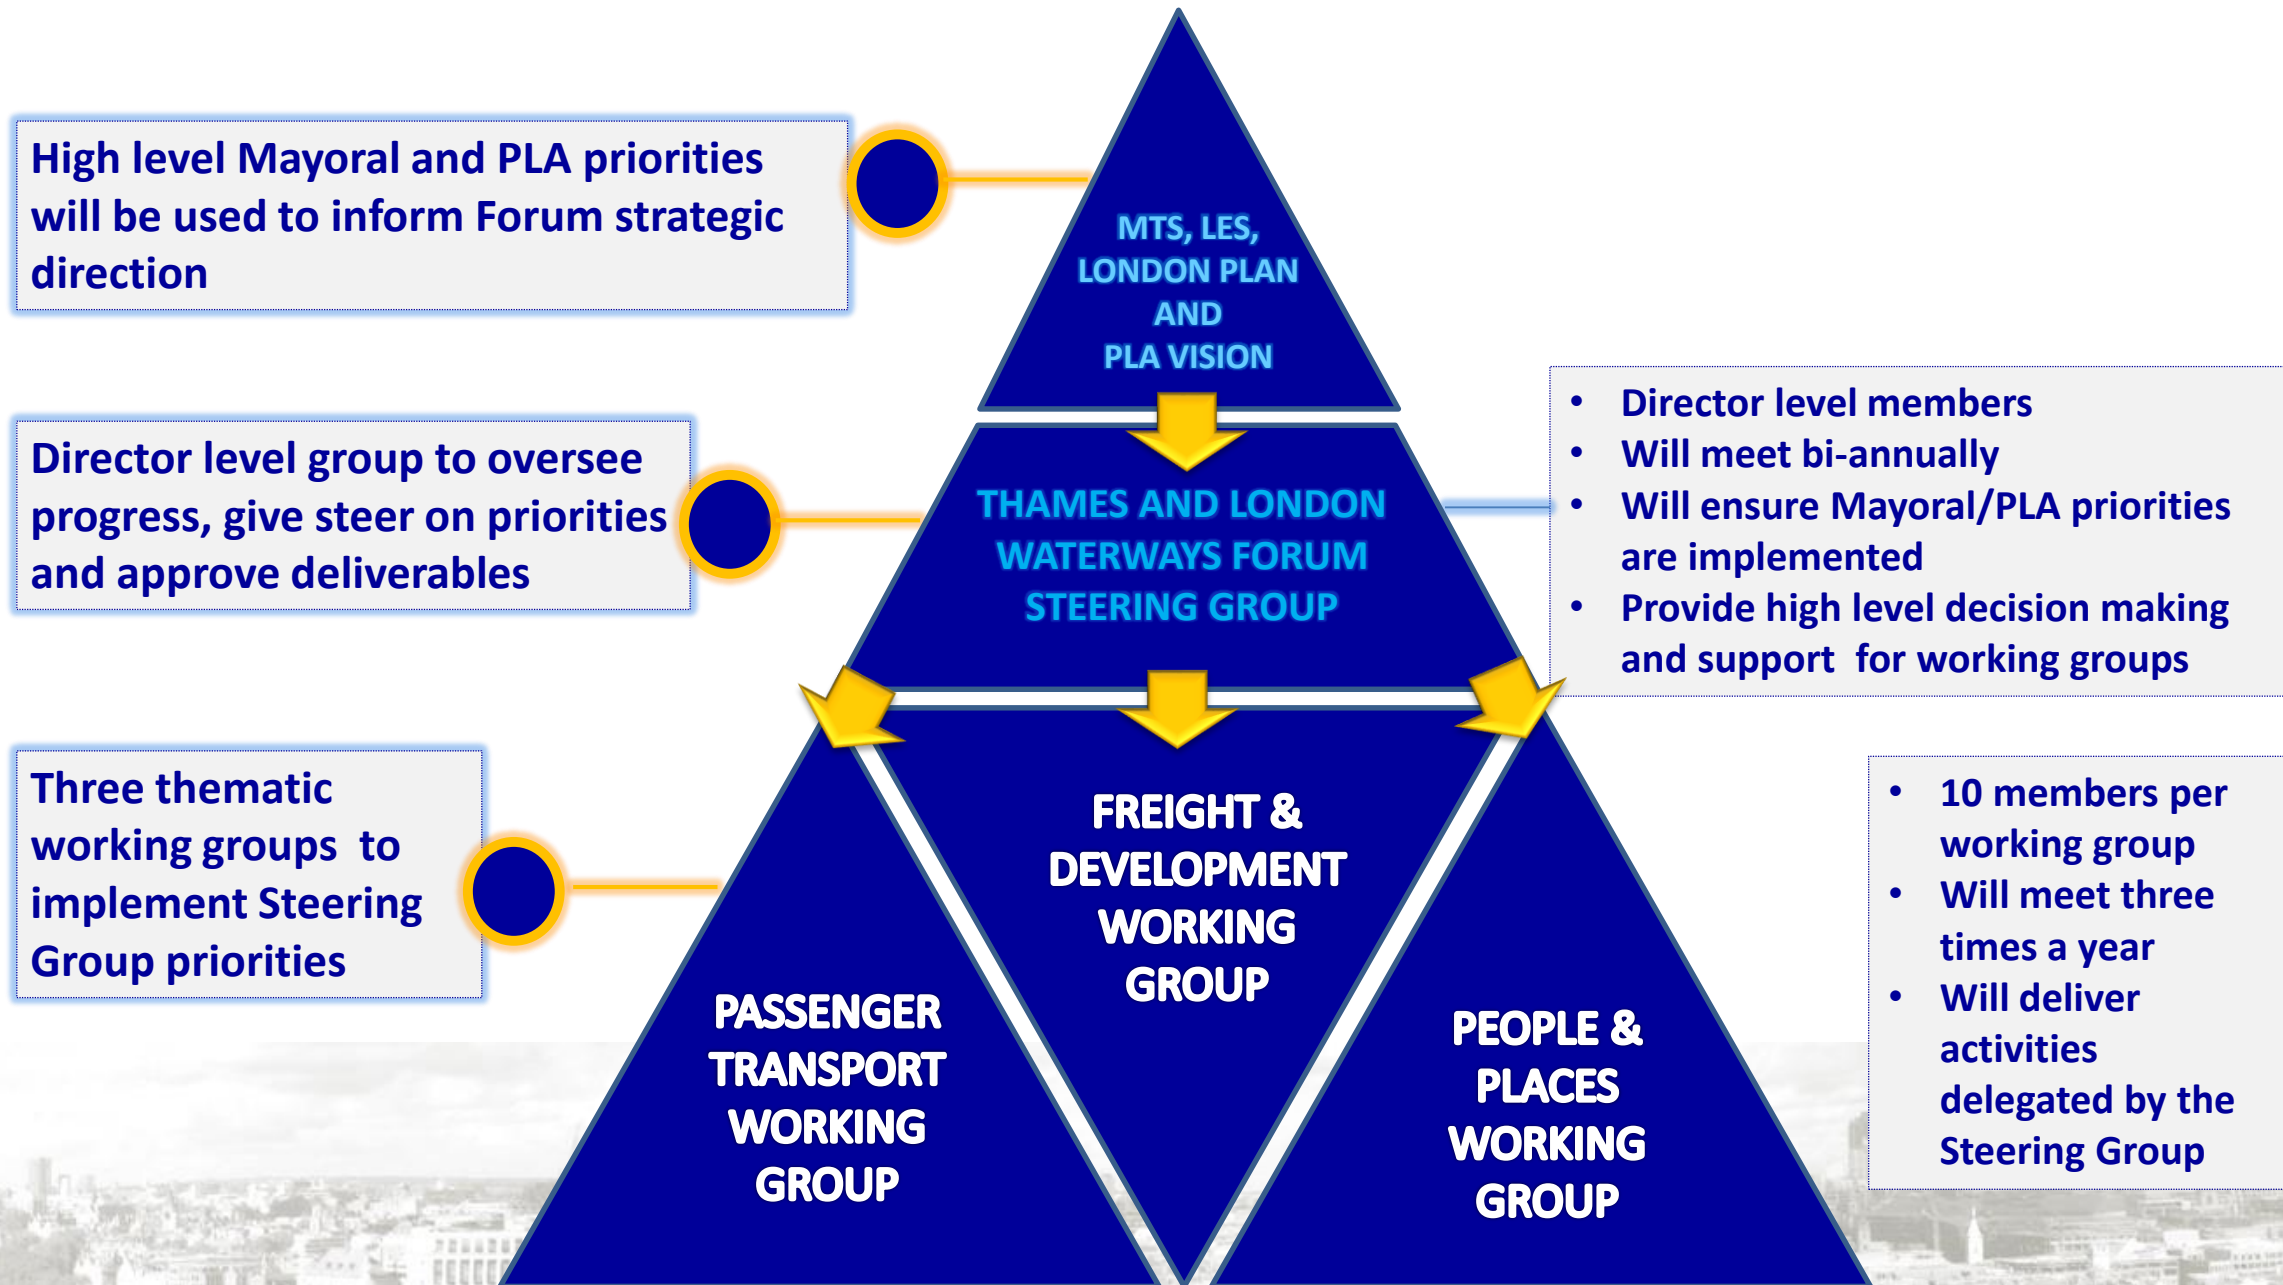 High level Mayoral and PLA priorities
will be used to inform Forum strategic
direction
MTS, LES,
LONDON PLAN
AND
PLA VISION
Director level group to oversee
progress, give steer on priorities
and approve deliverables
THAMES AND LONDON
WATERWAYS FORUM
STEERING GROUP
• Director level members
• Will meet bi-annually
• Will ensure Mayoral/PLA priorities
are implemented
• Provide high level decision making
and support for working groups
Three thematic
working groups to
implement Steering
Group priorities
PASSENGER
TRANSPORT
WORKING
GROUP
FREIGHT &
DEVELOPMENT
WORKING
GROUP
PEOPLE &
PLACES
WORKING
GROUP
• 10 members per
working group
• Will meet three
times a year
• Will deliver
activities
delegated by the
Steering Group